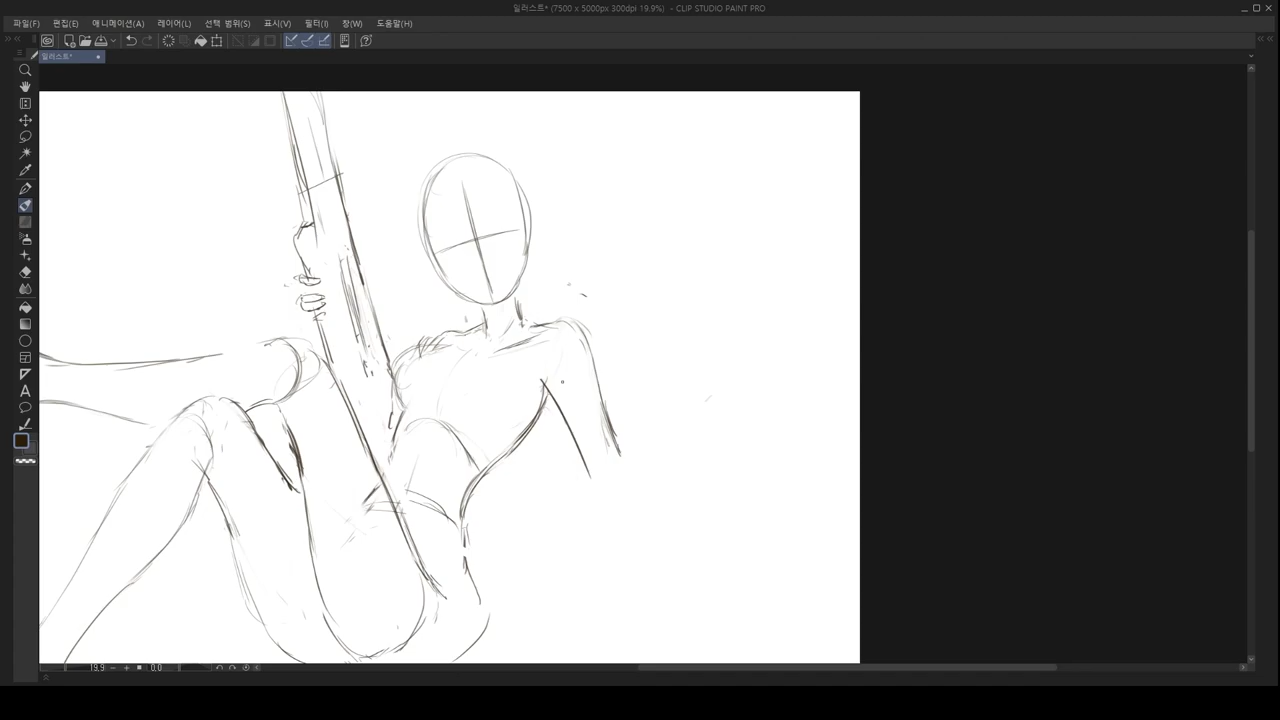 일러스트* (7500 x 5000px 300dpi 19.9%) - CLIP STUDIO PAINT PRO
파일(F) 편집(E) 애니메이션(A) 레이어(L) 선택 범위(S) 표시(V) 필터(I) 창(W) 도움말(H)
일러스트*
19.9 0.0